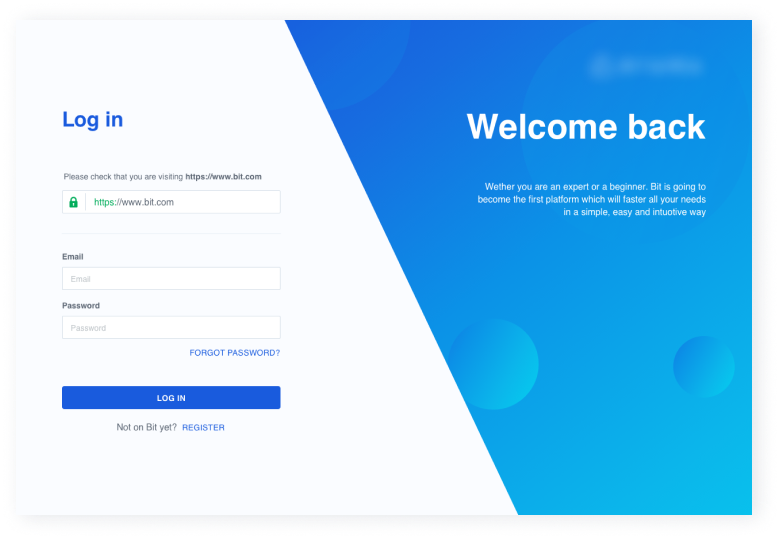 Log in
Please check that you are visiting https://www.bit.com
https://www.bit.com
Email
Email
Password
Password
FORGOT PASSWORD?
LOG IN
Not on Bit yet? REGISTER
Welcome back
Wether you are an expert or a beginner. Bit is going to
become the first platform which will faster all your needs
in a simple, easy and intuotive way